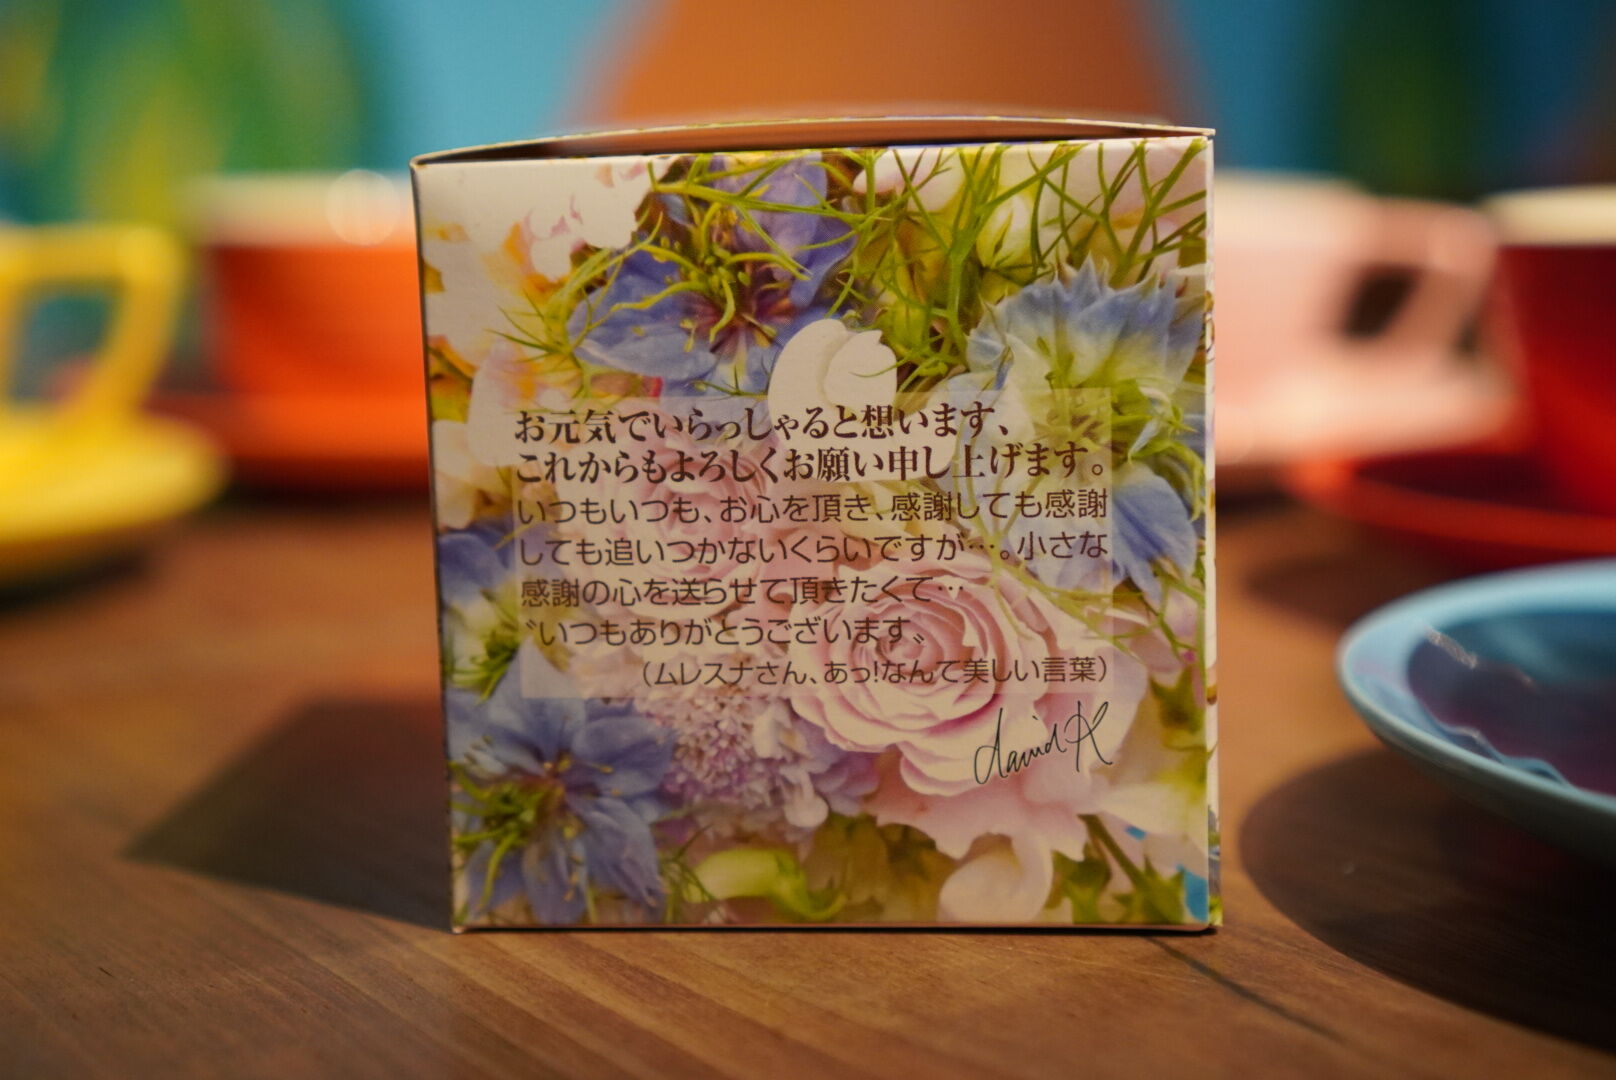 お元気でいらっしゃると想います、
これからもよろしくお願い申し上げます。
いつもいつも、お心を頂き、感謝しても感謝
しても追いつかないくらいですが…。小さな
感謝の心を送らせて頂きたくて…
〝いつもありがとうございます〟
（ムレスナさん、あっ!なんて美しい言葉）
david K